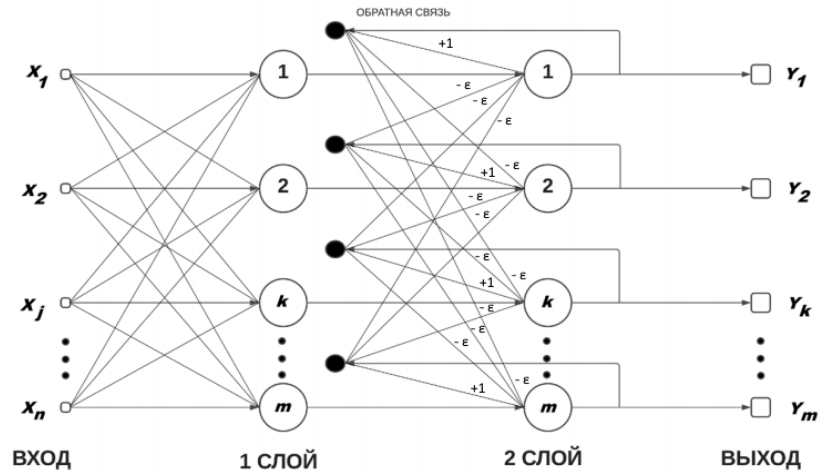 ОБРАТНАЯ СВЯЗЬ
+1
X1 1 1 Y1
- ε
- ε
- ε
- ε
+1
X2 2 2 Y2
- ε
- ε
- ε
- ε
+1
Xj k k Yk
- ε
- ε
- ε
- ε
+1
Xn m m Ym
ВХОД 1 СЛОЙ 2 СЛОЙ ВЫХОД